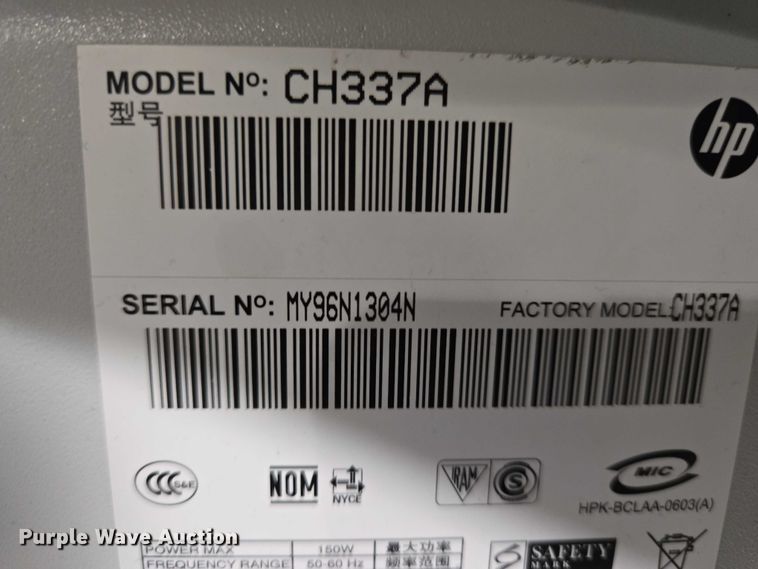 MODEL Nº: CH337A
型号
hp
SERIAL Nº: MY96N1304N FACTORY MODEL:CH337A
CCC S&E
NOM
NYCE
IRAM
S
MIC
HPK-BCLAA-0603(A)
POWER MAX 150W 最大功率
FREQUENCY RANGE 50-60 Hz 频率范围
SAFETY
MARK
Purple Wave Auction